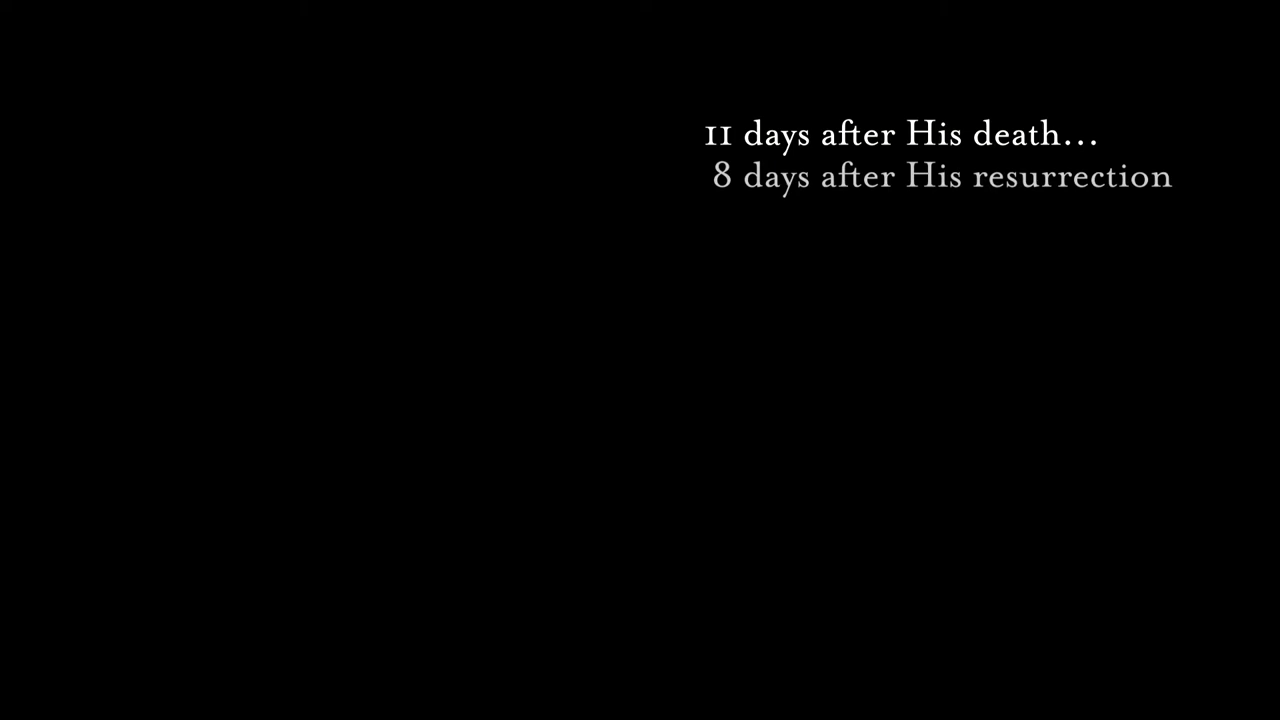 11 days after His death…
8 days after His resurrection